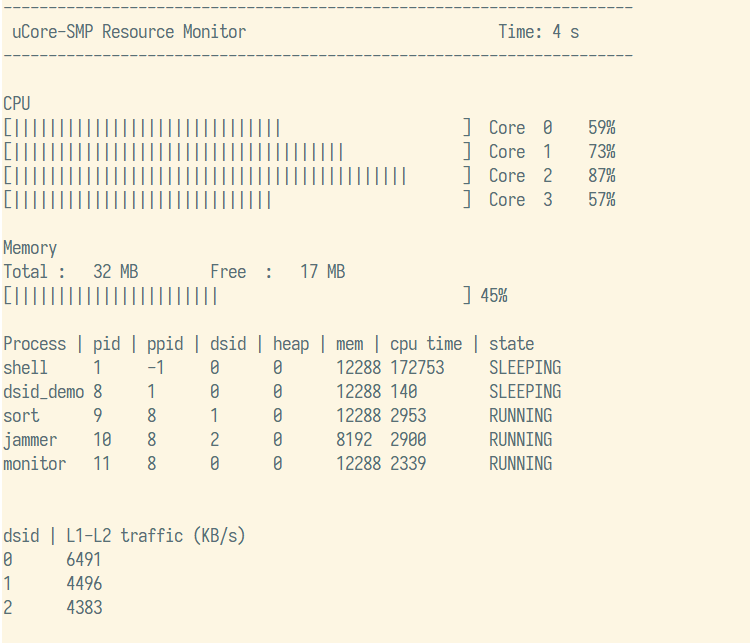 ----------------------------------------------------------------------
 uCore-SMP Resource Monitor                            Time: 4 s
----------------------------------------------------------------------
CPU
[||||||||||||||||||||||||||||||                    ]  Core  0    59%
[|||||||||||||||||||||||||||||||||||||             ]  Core  1    73%
[||||||||||||||||||||||||||||||||||||||||||||      ]  Core  2    87%
[|||||||||||||||||||||||||||||                     ]  Core  3    57%
Memory
Total :   32 MB        Free  :   17 MB
[|||||||||||||||||||||||                           ] 45%
Process | pid | ppid | dsid | heap | mem | cpu time | state
shell     1     -1     0      0      12288 172753     SLEEPING
dsid_demo 8     1      0      0      12288 140        SLEEPING
sort      9     8      1      0      12288 2953       RUNNING
jammer    10    8      2      0      8192  2900       RUNNING
monitor   11    8      0      0      12288 2339       RUNNING
dsid | L1-L2 traffic (KB/s)
0      6491
1      4496
2      4383